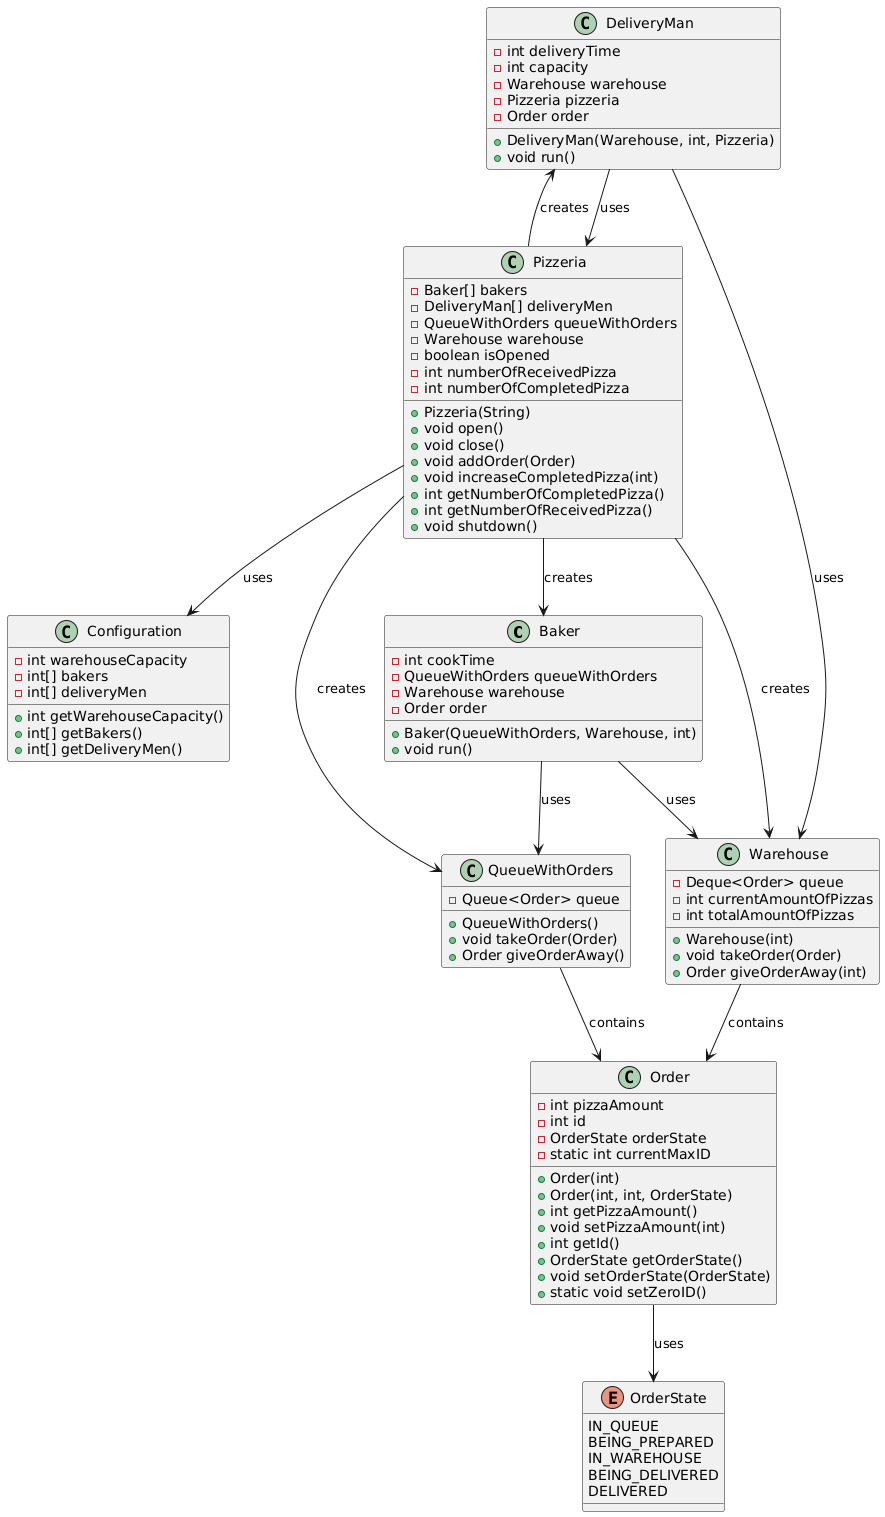 C DeliveryMan
int deliveryTime
int capacity
Warehouse warehouse
Pizzeria pizzeria
Order order
DeliveryMan(Warehouse, int, Pizzeria)
void run()
creates
uses
C Pizzeria
Baker[] bakers
DeliveryMan[] deliveryMen
QueueWithOrders queueWithOrders
Warehouse warehouse
boolean isOpened
int numberOfReceivedPizza
int numberOfCompletedPizza
Pizzeria(String)
void open()
void close()
void addOrder(Order)
void increaseCompletedPizza(int)
int getNumberOfCompletedPizza()
int getNumberOfReceivedPizza()
void shutdown()
uses
creates
uses
C Configuration
int warehouseCapacity
int[] bakers
int[] deliveryMen
int getWarehouseCapacity()
int[] getBakers()
int[] getDeliveryMen()
creates
C Baker
int cookTime
QueueWithOrders queueWithOrders
Warehouse warehouse
Order order
Baker(QueueWithOrders, Warehouse, int)
void run()
creates
uses
uses
C QueueWithOrders
Queue<Order> queue
QueueWithOrders()
void takeOrder(Order)
Order giveOrderAway()
C Warehouse
Deque<Order> queue
int currentAmountOfPizzas
int totalAmountOfPizzas
Warehouse(int)
void takeOrder(Order)
Order giveOrderAway(int)
contains
contains
C Order
int pizzaAmount
int id
OrderState orderState
static int currentMaxID
Order(int)
Order(int, int, OrderState)
int getPizzaAmount()
void setPizzaAmount(int)
int getId()
OrderState getOrderState()
void setOrderState(OrderState)
static void setZeroID()
uses
E OrderState
IN_QUEUE
BEING_PREPARED
IN_WAREHOUSE
BEING_DELIVERED
DELIVERED